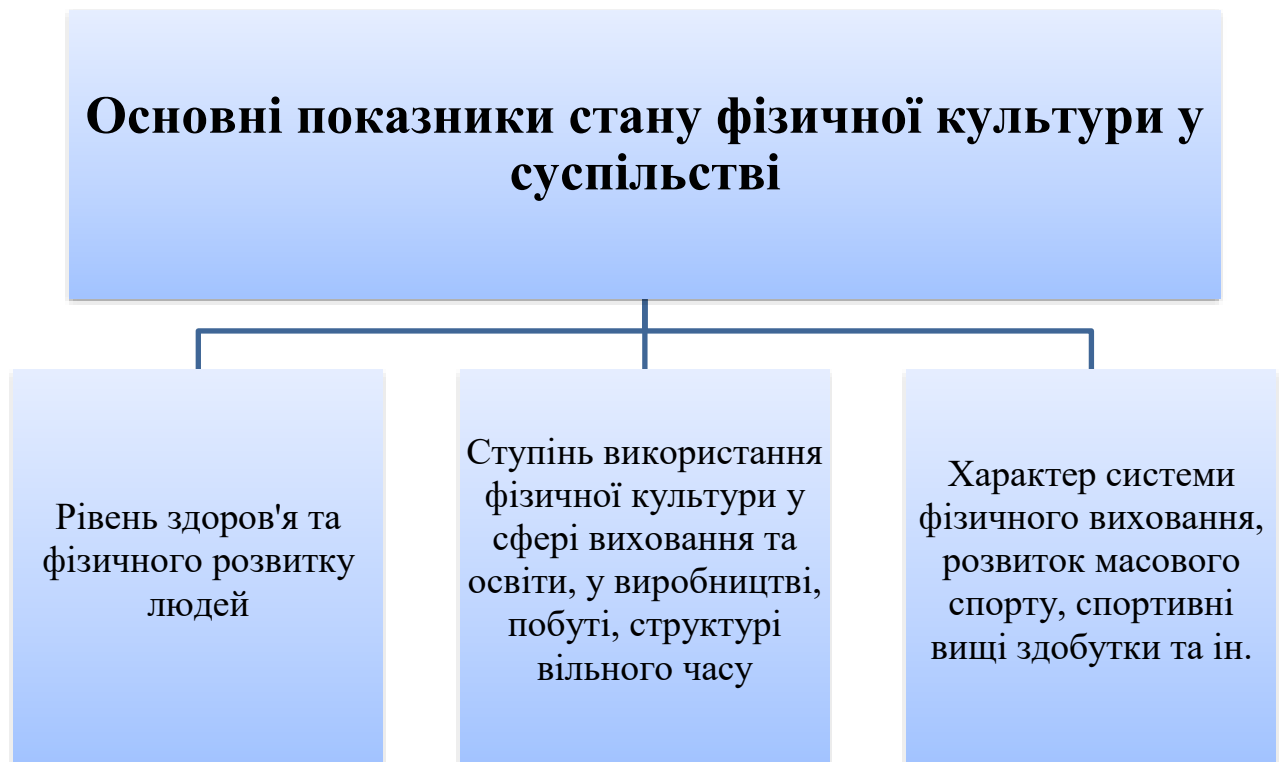 Основні показники стану фізичної культури у
суспільстві
Рівень здоров'я та
фізичного розвитку
людей
Ступінь використання
фізичної культури у
сфері виховання та
освіти, у виробництві,
побуті, структурі
вільного часу
Характер системи
фізичного виховання,
розвиток масового
спорту, спортивні
вищі здобутки та ін.